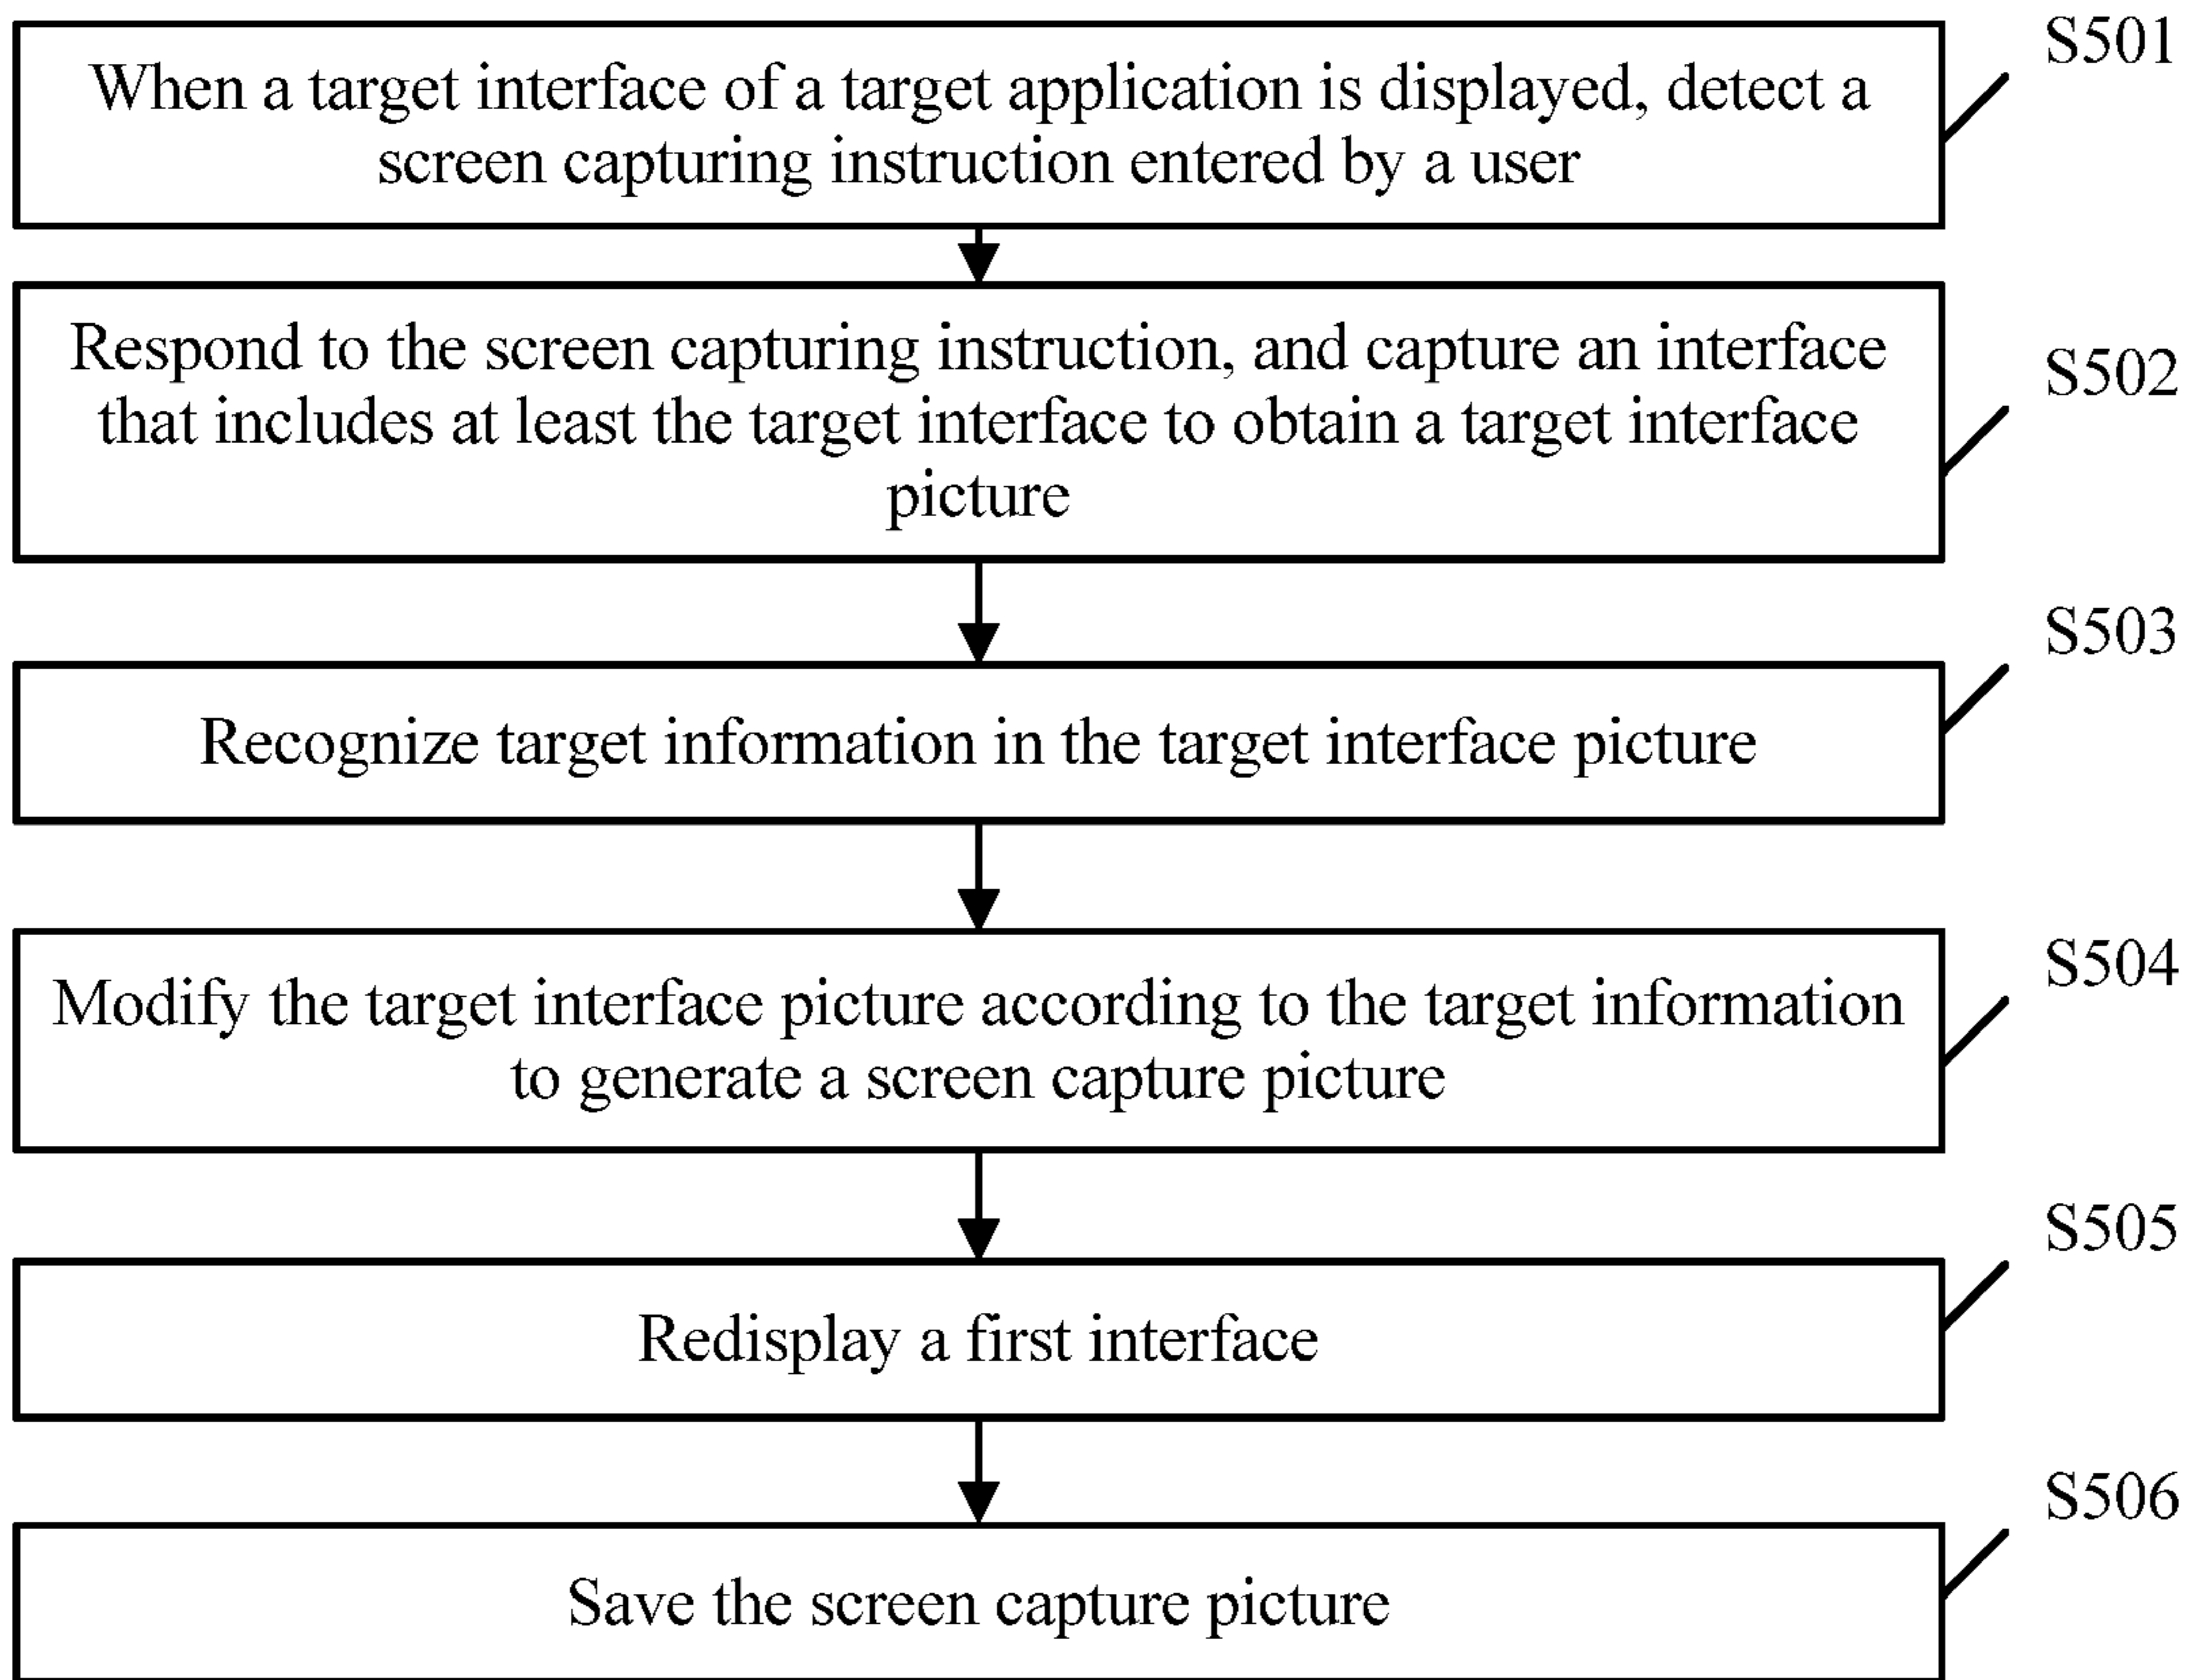 S501
When a target interface of a target application is displayed, detect a
screen capturing instruction entered by a user
S502
Respond to the screen capturing instruction, and capture an interface
that includes at least the target interface to obtain a target interface
picture
S503
Recognize target information in the target interface picture
S504
Modify the target interface picture according to the target information
to generate a screen capture picture
S505
Redisplay a first interface
S506
Save the screen capture picture